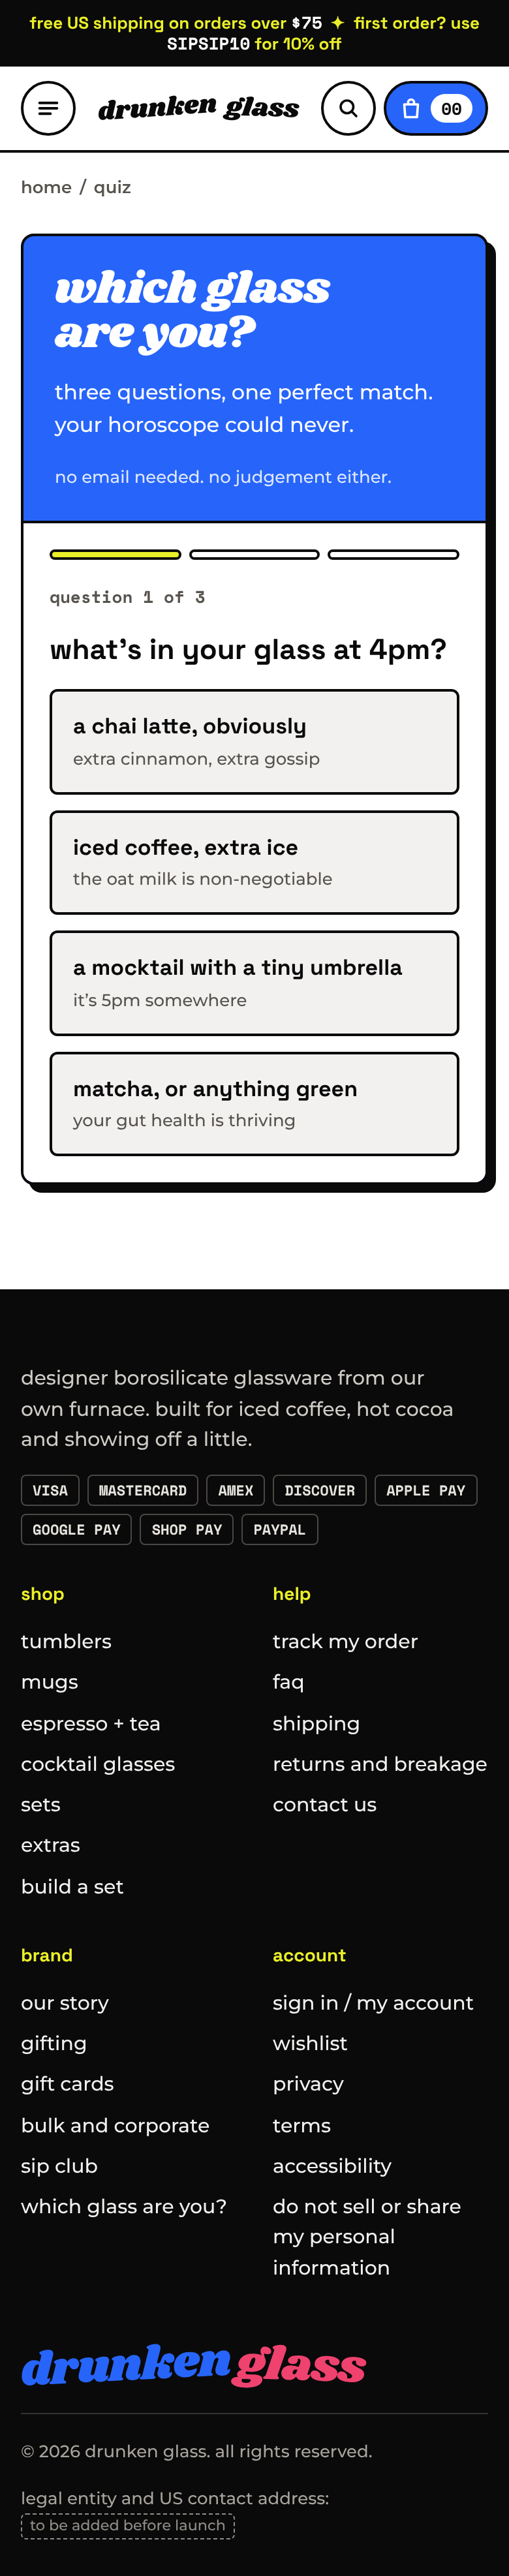 free US shipping on orders over $75 ✦ first order? use
SIPSIP10 for 10% off
drunken glass
00
home / quiz
which glass
are you?
three questions, one perfect match.
your horoscope could never.
no email needed. no judgement either.
question 1 of 3
what's in your glass at 4pm?
a chai latte, obviously
extra cinnamon, extra gossip
iced coffee, extra ice
the oat milk is non-negotiable
a mocktail with a tiny umbrella
it's 5pm somewhere
matcha, or anything green
your gut health is thriving
designer borosilicate glassware from our
own furnace. built for iced coffee, hot cocoa
and showing off a little.
VISA MASTERCARD AMEX DISCOVER APPLE PAY
GOOGLE PAY SHOP PAY PAYPAL
shop
tumblers
mugs
espresso + tea
cocktail glasses
sets
extras
build a set
help
track my order
faq
shipping
returns and breakage
contact us
brand
our story
gifting
gift cards
bulk and corporate
sip club
which glass are you?
account
sign in / my account
wishlist
privacy
terms
accessibility
do not sell or share
my personal
information
drunken glass
© 2026 drunken glass. all rights reserved.
legal entity and US contact address:
to be added before launch